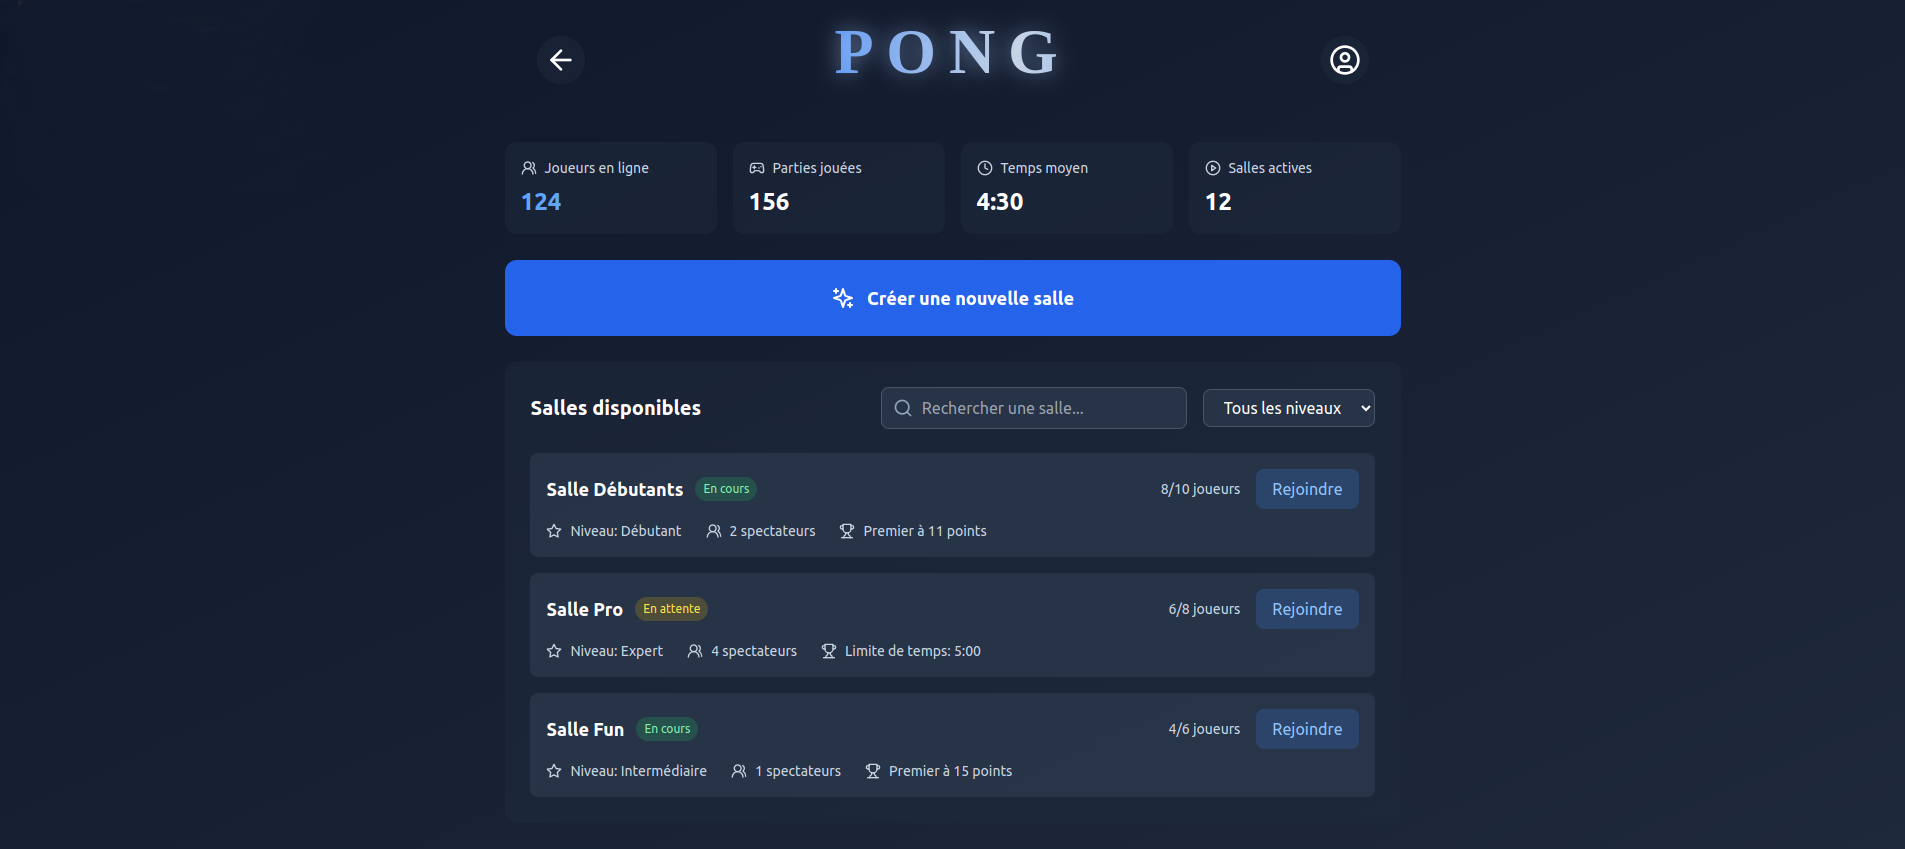 PONG
Joueurs en ligne
124
Parties jouées
156
Temps moyen
4:30
Salles actives
12
Créer une nouvelle salle
Salles disponibles
Rechercher une salle...
Tous les niveaux
Salle Débutants En cours 8/10 joueurs Rejoindre
Niveau: Débutant 2 spectateurs Premier à 11 points
Salle Pro En attente 6/8 joueurs Rejoindre
Niveau: Expert 4 spectateurs Limite de temps: 5:00
Salle Fun En cours 4/6 joueurs Rejoindre
Niveau: Intermédiaire 1 spectateurs Premier à 15 points